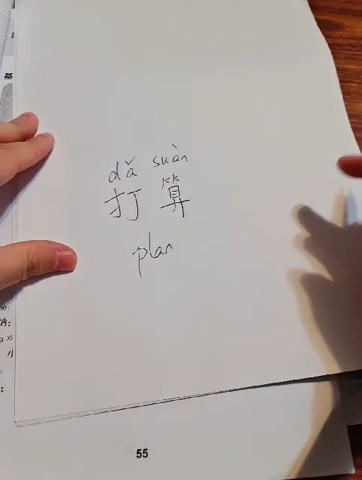 dǎ suàn
打算
plan
55